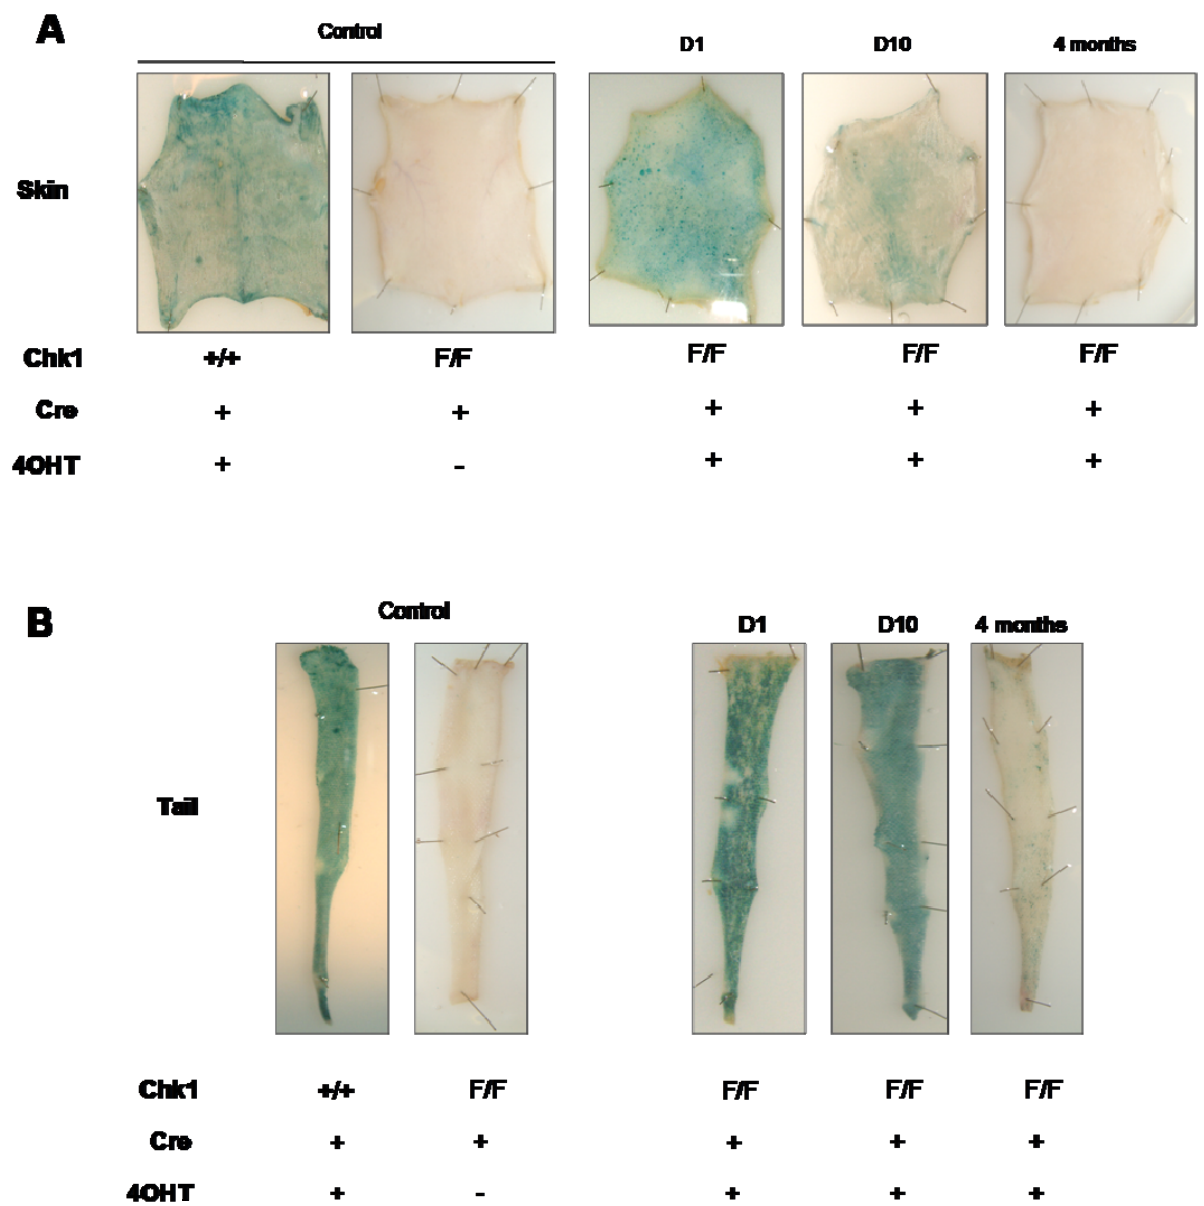 A
Control
D1 D10 4 months
Skin
Chk1 +/+ F/F F/F F/F F/F
Cre + + + + +
4OHT + - + + +
B
Control
D1 D10 4 months
Tail
Chk1 +/+ F/F F/F F/F F/F
Cre + + + + +
4OHT + - + + +